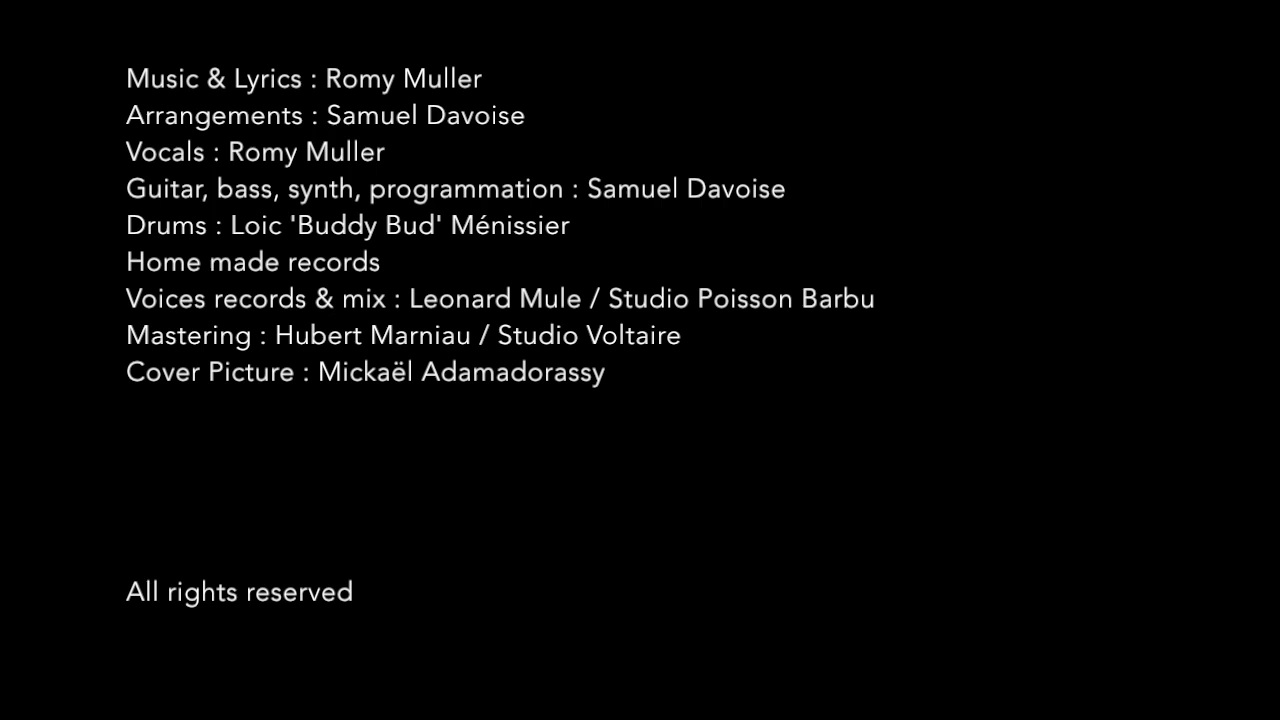 Music & Lyrics : Romy Muller
Arrangements : Samuel Davoise
Vocals : Romy Muller
Guitar, bass, synth, programmation : Samuel Davoise
Drums : Loic 'Buddy Bud' Ménissier
Home made records
Voices records & mix : Leonard Mule / Studio Poisson Barbu
Mastering : Hubert Marniau / Studio Voltaire
Cover Picture : Mickaël Adamadorassy
All rights reserved